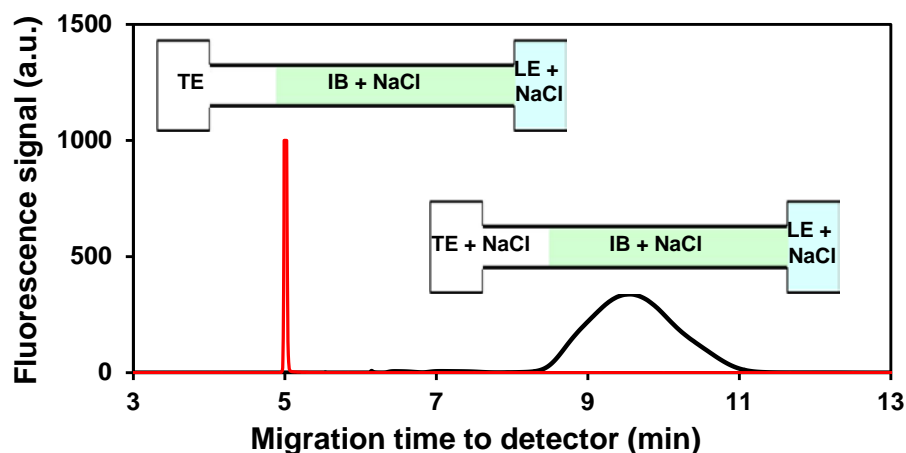 Fluorescence signal (a.u.)
1500
1000
500
0
TE
IB + NaCl
LE +
NaCl
TE + NaCl
IB + NaCl
LE +
NaCl
3
5
7
9
11
13
Migration time to detector (min)